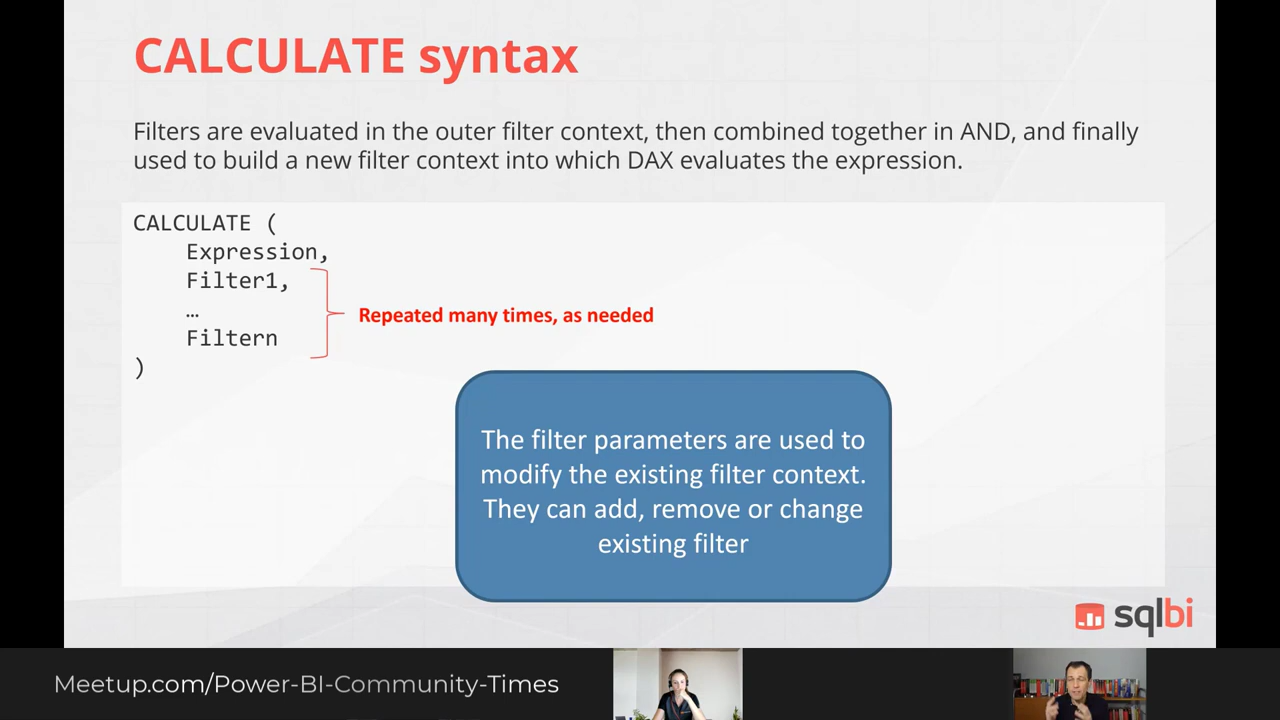 CALCULATE syntax
Filters are evaluated in the outer filter context, then combined together in AND, and finally
used to build a new filter context into which DAX evaluates the expression.
CALCULATE (
Expression,
Filter1,
…
Filtern
)
Repeated many times, as needed
The filter parameters are used to
modify the existing filter context.
They can add, remove or change
existing filter
sqlbi
Meetup.com/Power-BI-Community-Times